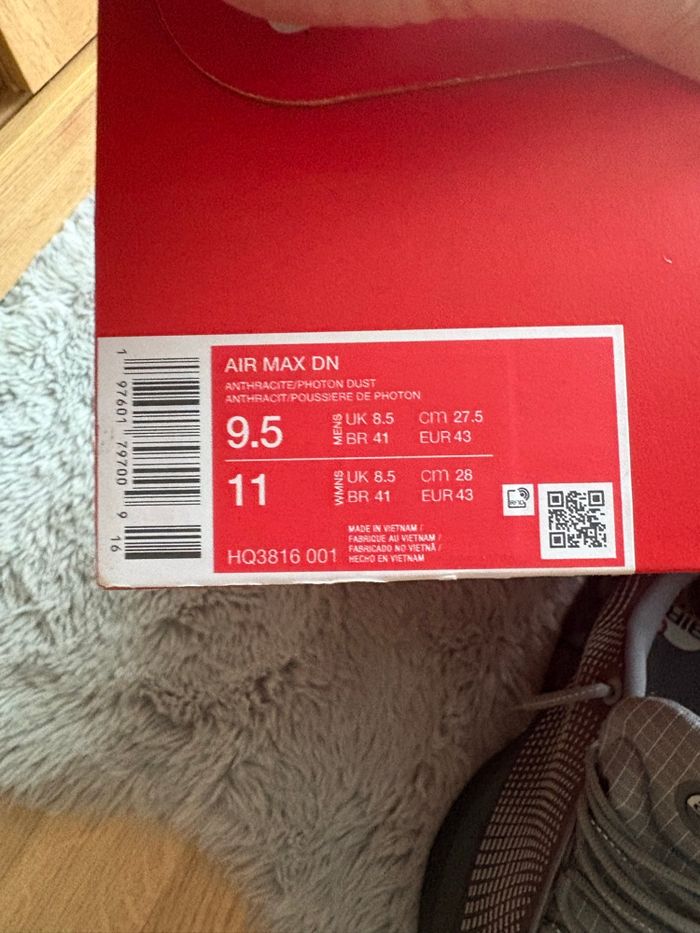 1 97601 79700 9 16
AIR MAX DN
ANTHRACITE/PHOTON DUST
ANTHRACIT/POUSSIERE DE PHOTON
9.5 MENS UK 8.5 cm 27.5
BR 41 EUR 43
11 WMNS UK 8.5 cm 28
BR 41 EUR 43
HQ3816 001
MADE IN VIETNAM /
FABRIQUE AU VIETNAM /
FABRICADO NO VIETNÃ /
HECHO EN VIETNAM